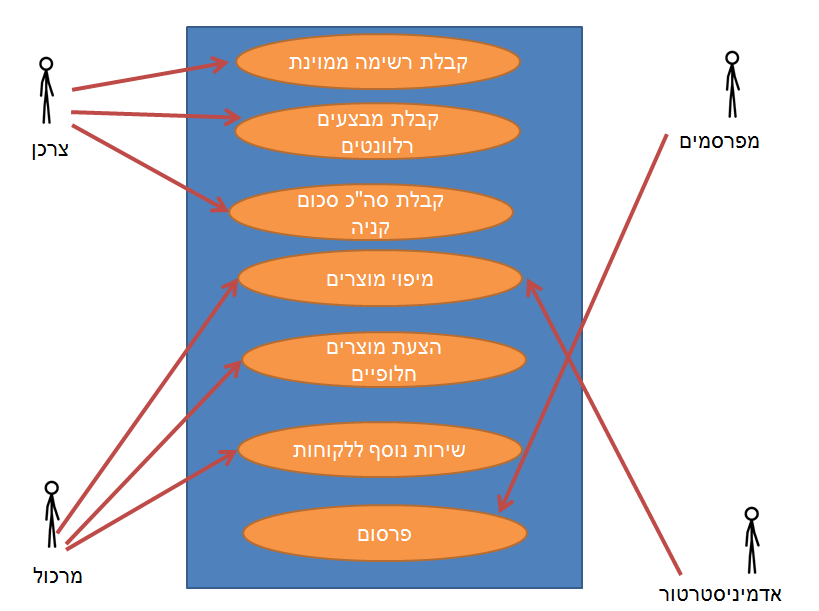 קבלת רשימה ממוינת
קבלת מבצעים
רלוונטים
קבלת סה"כ סכום
קניה
מיפוי מוצרים
הצעת מוצרים
חלופיים
שירות נוסף ללקוחות
פרסום
מפרסמים
צרכן
מרכול
אדמיניסטרטור